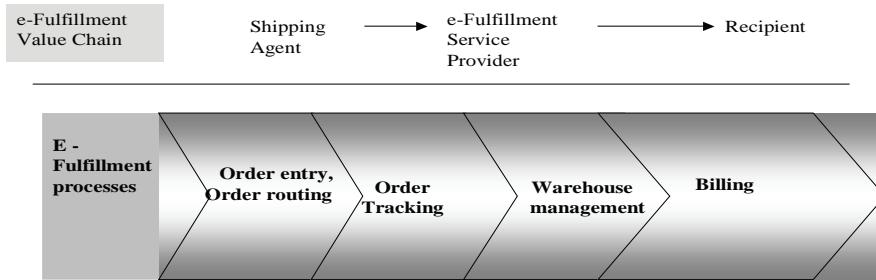 e-Fulfillment
Value Chain
Shipping
Agent
e-Fulfillment
Service
Provider
Recipient
E -
Fulfillment
processes
Order entry,
Order routing
Order
Tracking
Warehouse
management
Billing